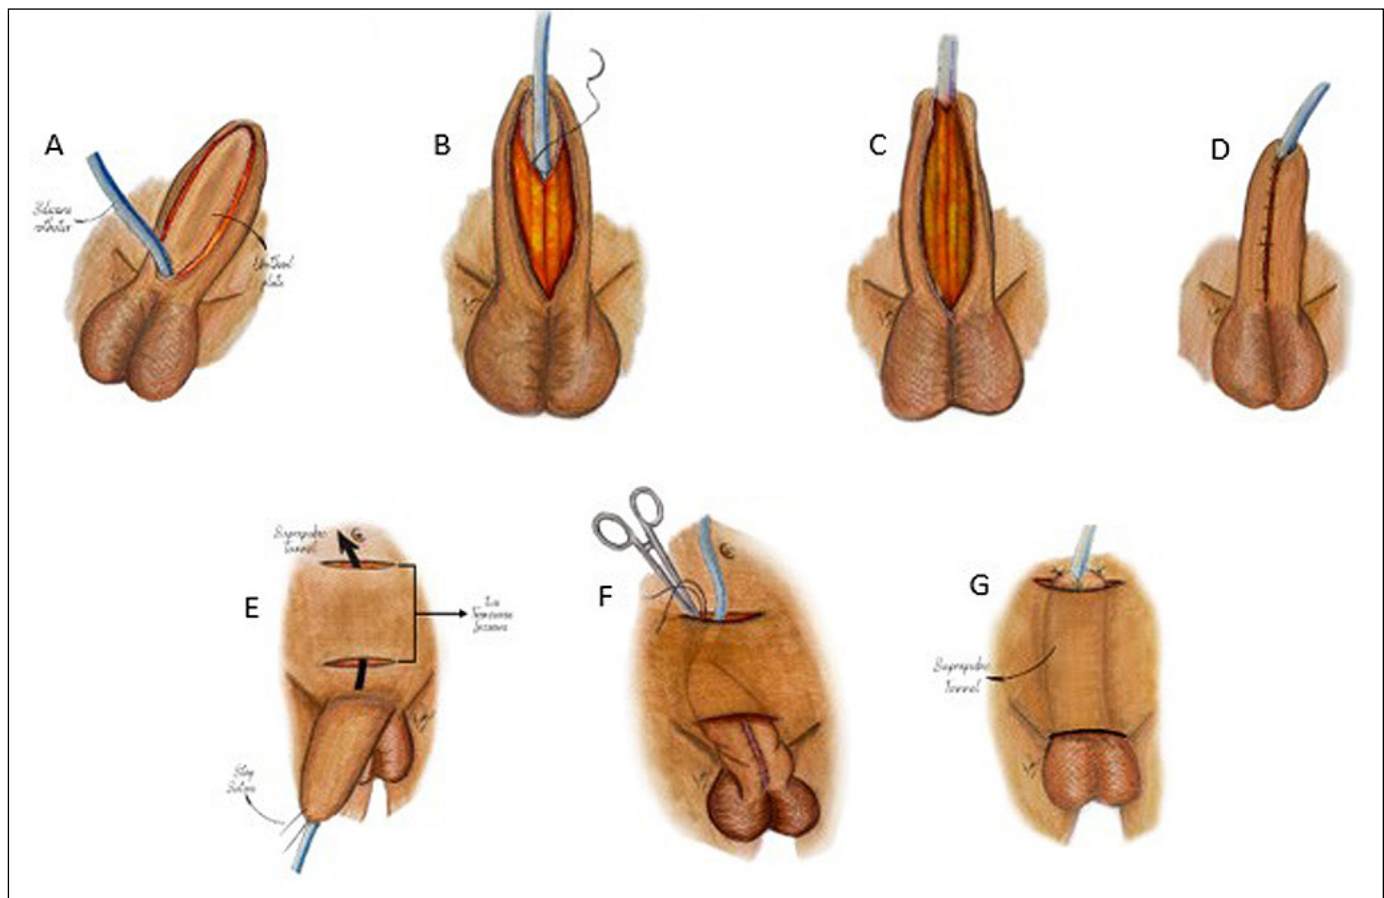 A
B
C
D
Silicone
catheter
Urethral
plate
E
F
G
Suprapubic
Tunnel
Two
Transverse
Incisions
Stay
Suture
Suprapubic
Tunnel